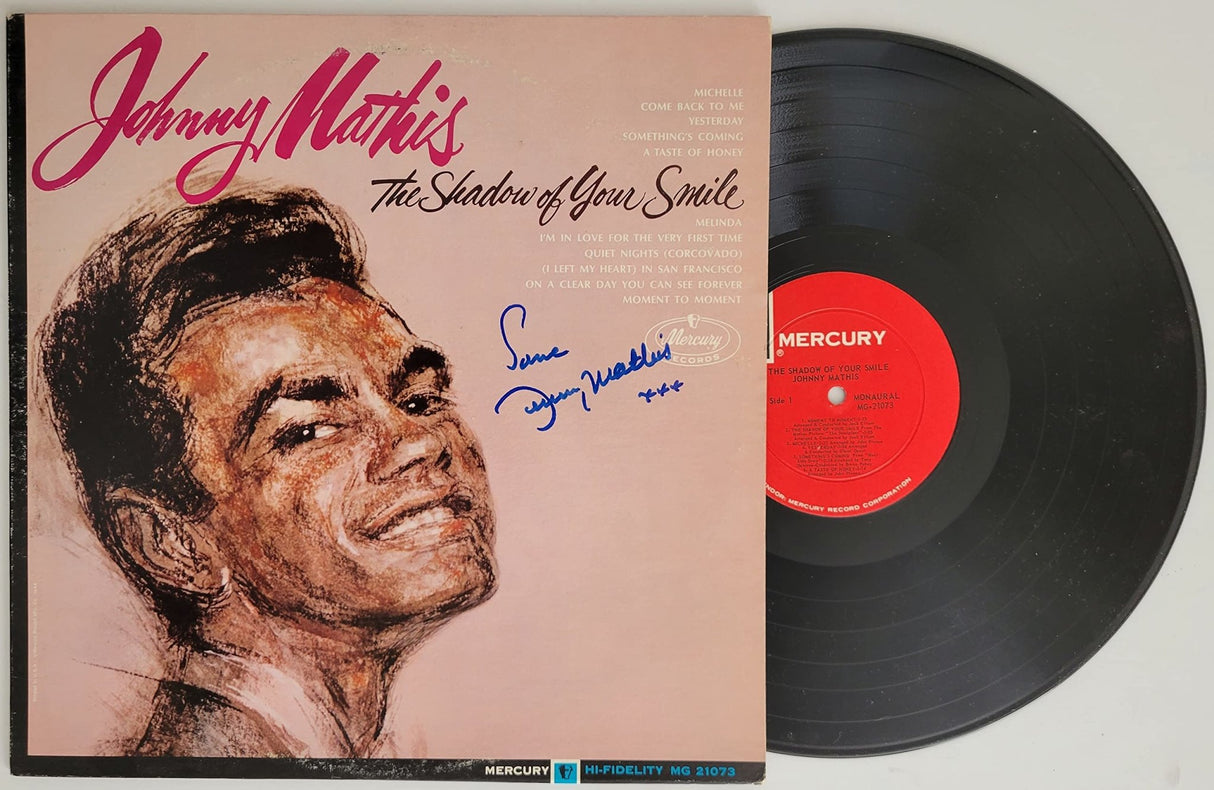 Johnny Mathis
MICHELLE
COME BACK TO ME
YESTERDAY
SOMETHING'S COMING
A TASTE OF HONEY
The Shadow of Your Smile
MELINDA
I'M IN LOVE FOR THE VERY FIRST TIME
QUIET NIGHTS (CORCOVADO)
(I LEFT MY HEART) IN SAN FRANCISCO
ON A CLEAR DAY YOU CAN SEE FOREVER
MOMENT TO MOMENT
Mercury
RECORDS
Johnny Mathis
xxx
MERCURY HI-FIDELITY MG 21073
MERCURY
®
THE SHADOW OF YOUR SMILE
JOHNNY MATHIS
Side 1
MONAURAL
MG-21073
MERCURY RECORD CORPORATION